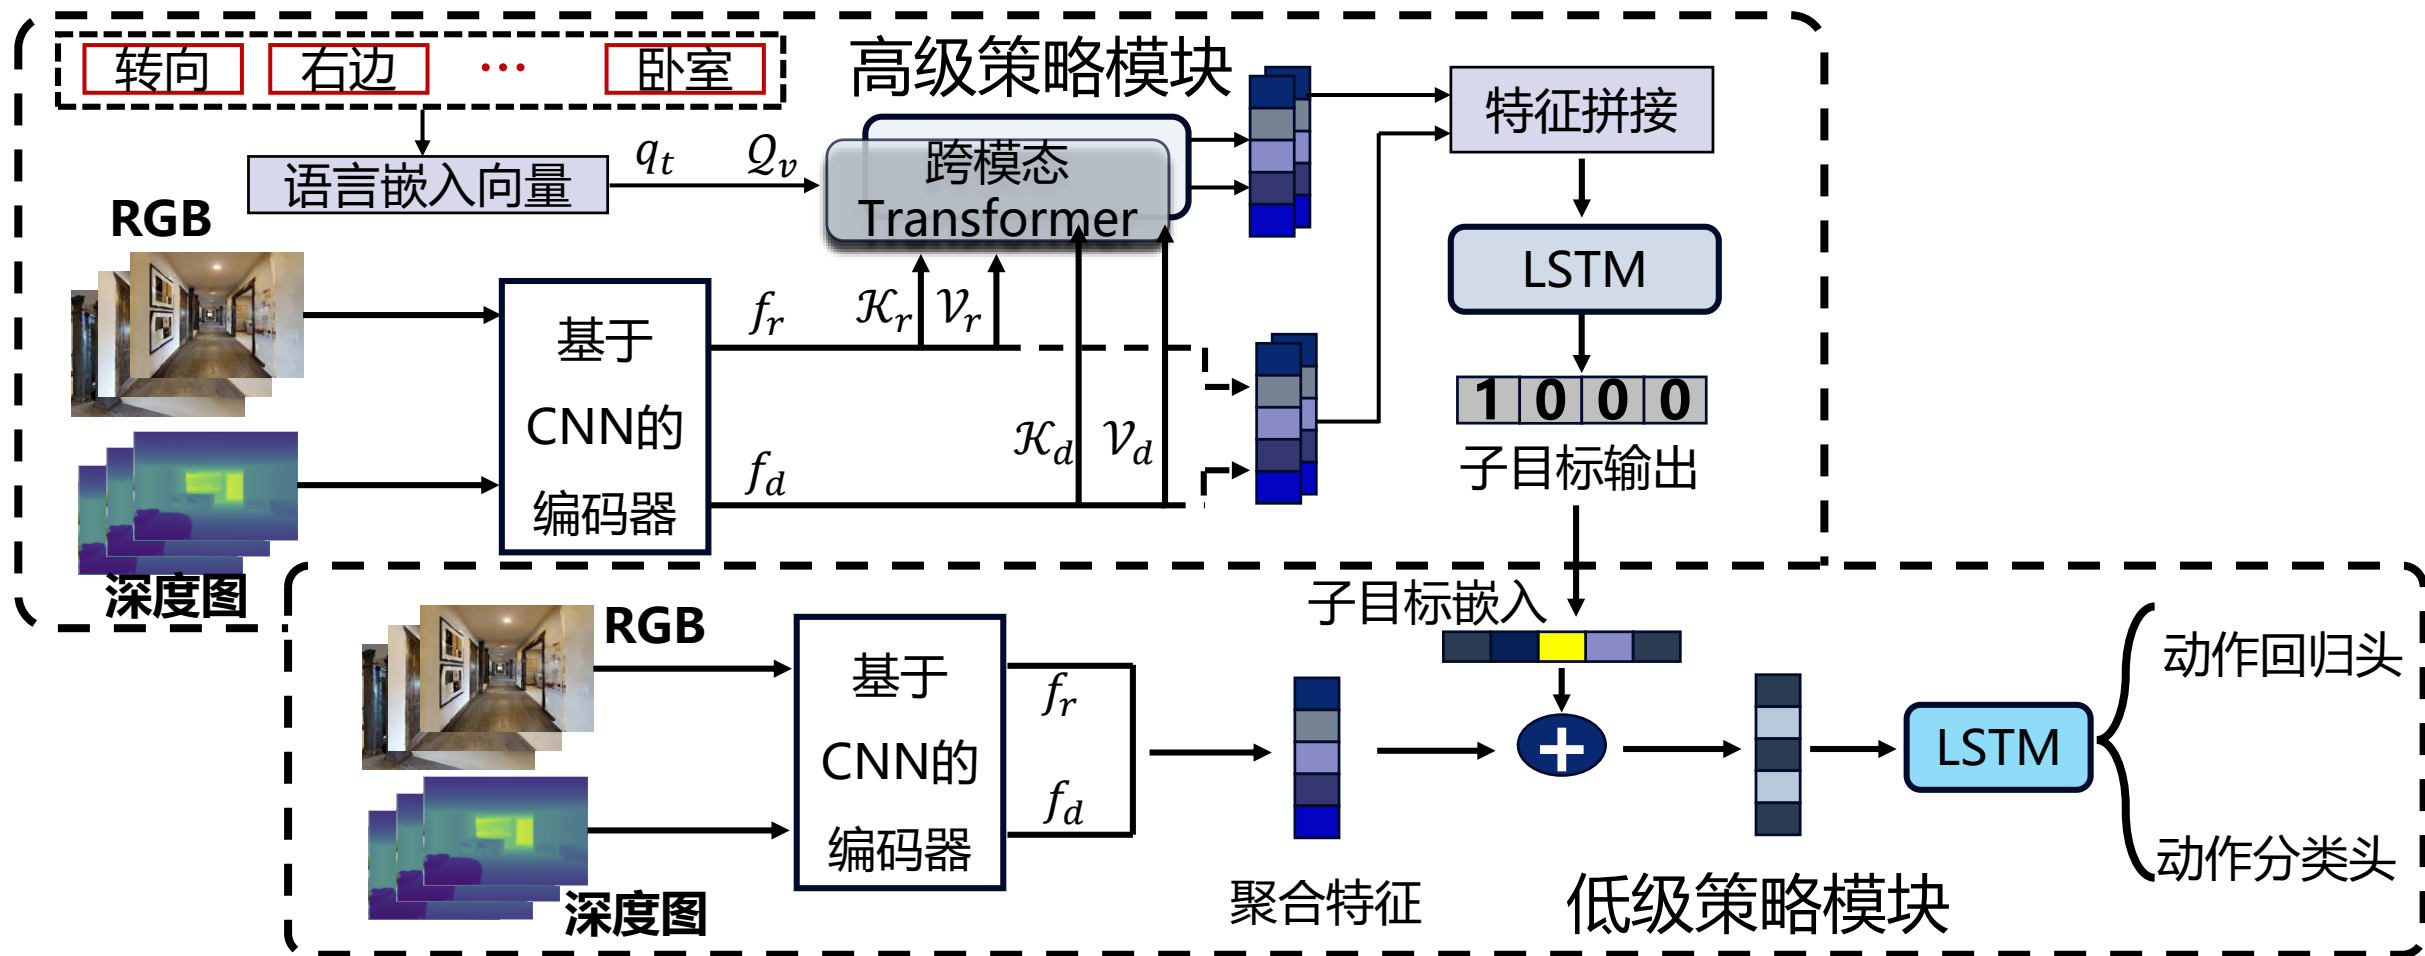 转向 右边 ··· 卧室
高级策略模块
语言嵌入向量
q_t
Q_v
跨模态
Transformer
特征拼接
RGB
LSTM
基于
CNN的
编码器
f_r
K_r V_r
1 0 0 0
K_d V_d
f_d
子目标输出
深度图
子目标嵌入
RGB
基于
CNN的
编码器
f_r
f_d
+
LSTM
动作回归头
动作分类头
深度图
聚合特征
低级策略模块